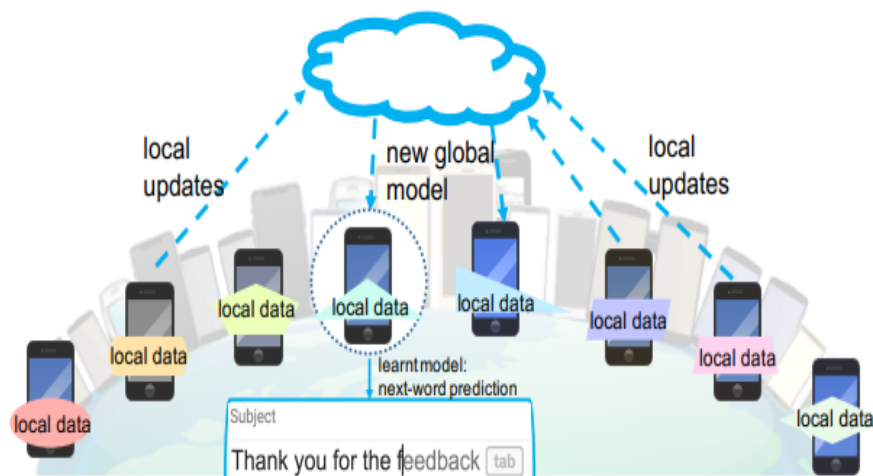 local
updates
new global
model
local
updates
local data
local data
local data
local data
local data
local data
local data
local data
learnt model:
next-word prediction
Subject
Thank you for the feedback tab